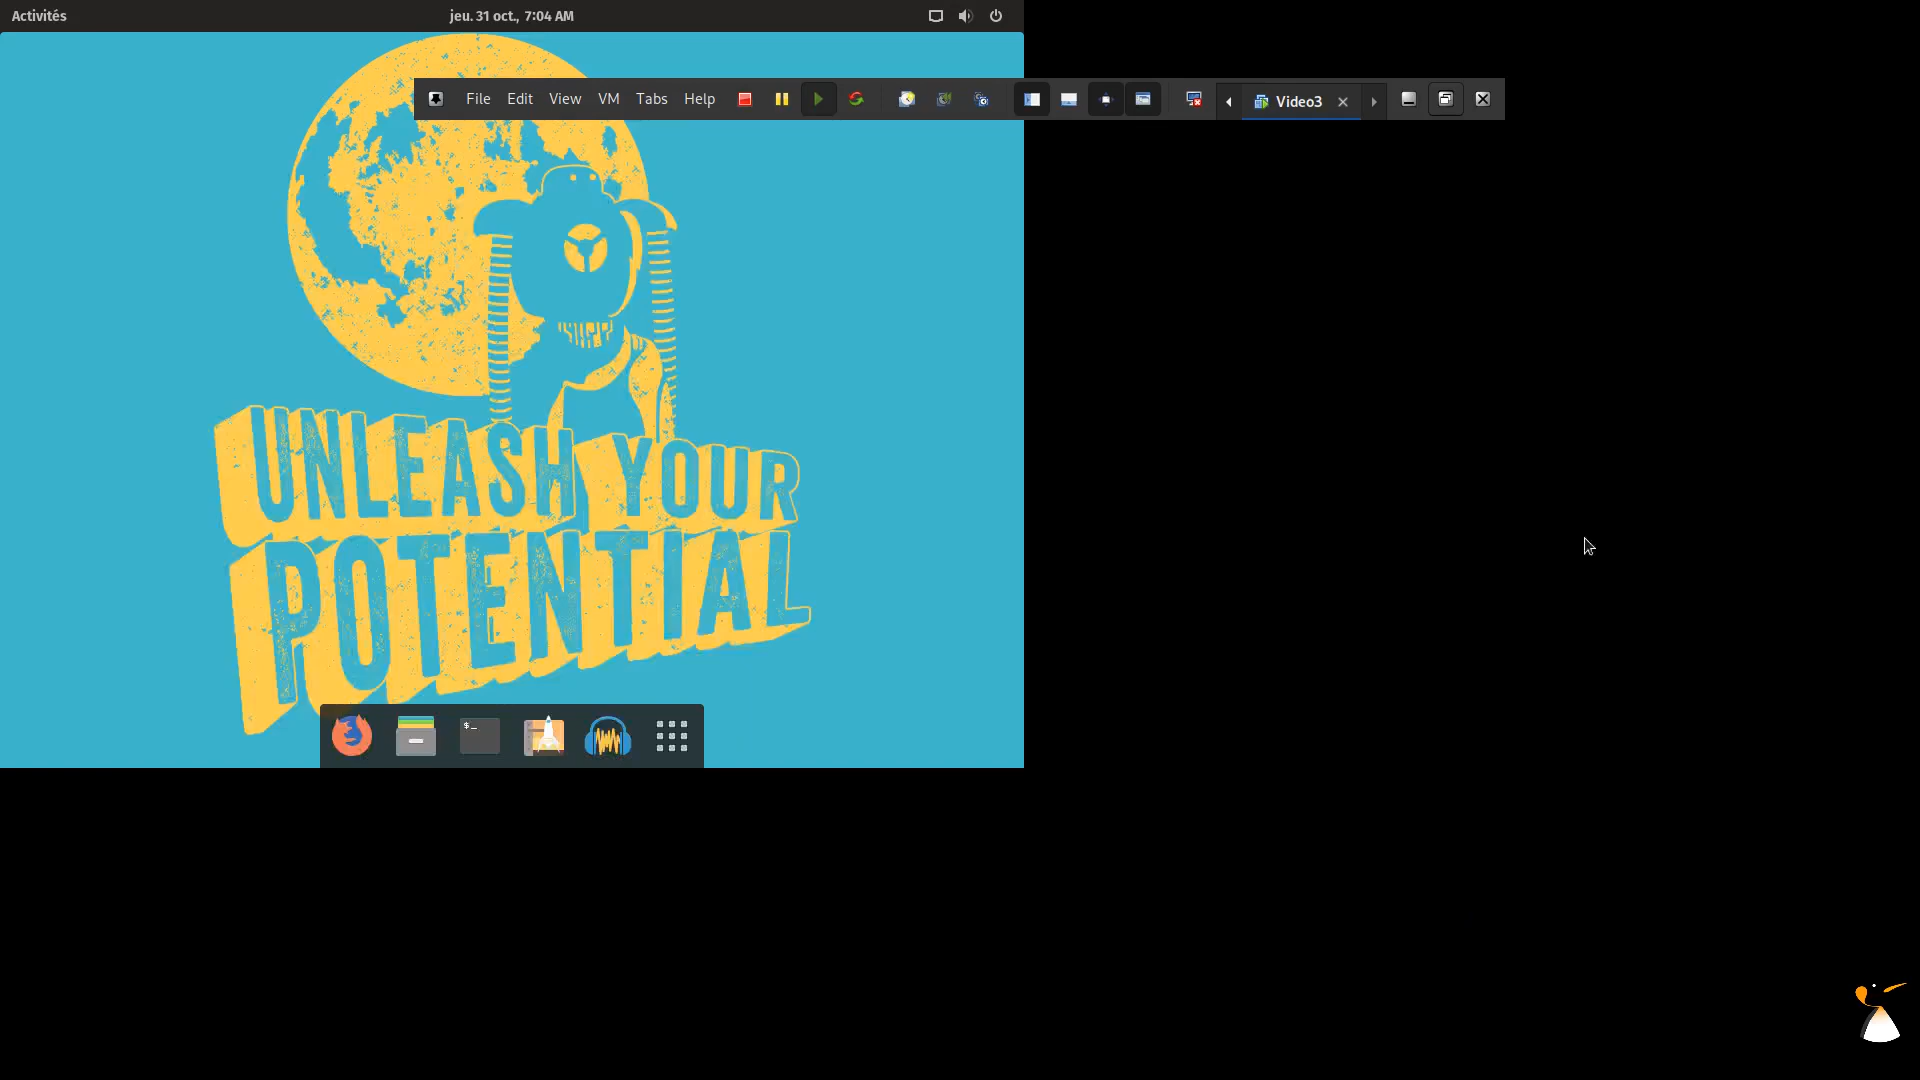 Activités
jeu. 31 oct., 7:04 AM
File Edit View VM Tabs Help
Video3
UNLEASH YOUR
POTENTIAL
$_